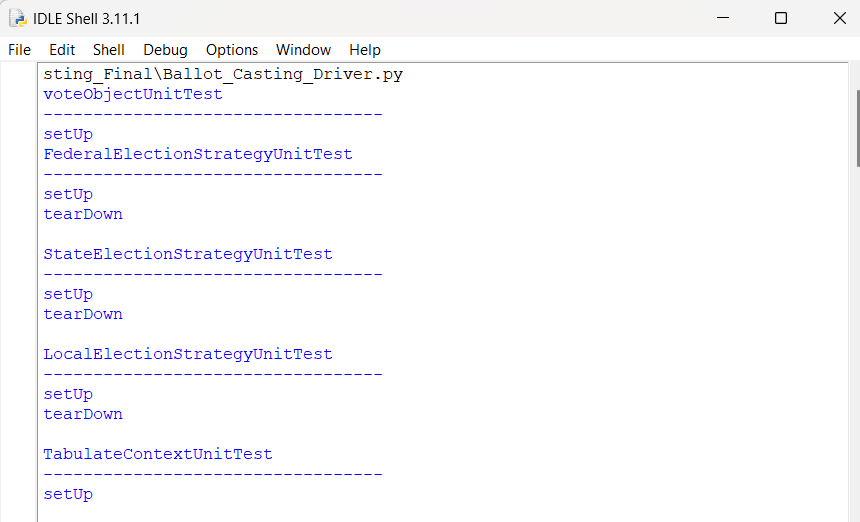 IDLE Shell 3.11.1
File Edit Shell Debug Options Window Help
sting_Final\Ballot_Casting_Driver.py
voteObjectUnitTest
----------------------------------
setUp
FederalElectionStrategyUnitTest
----------------------------------
setUp
tearDown
StateElectionStrategyUnitTest
----------------------------------
setUp
tearDown
LocalElectionStrategyUnitTest
----------------------------------
setUp
tearDown
TabulateContextUnitTest
----------------------------------
setUp